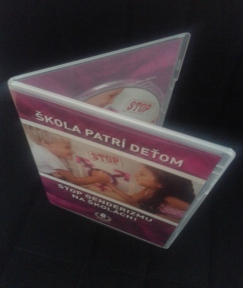 STOP
ŠKOLA PATRÍ DEŤOM
STOP
STOP GENDERIZMU
NA ŠKOLÁCH!